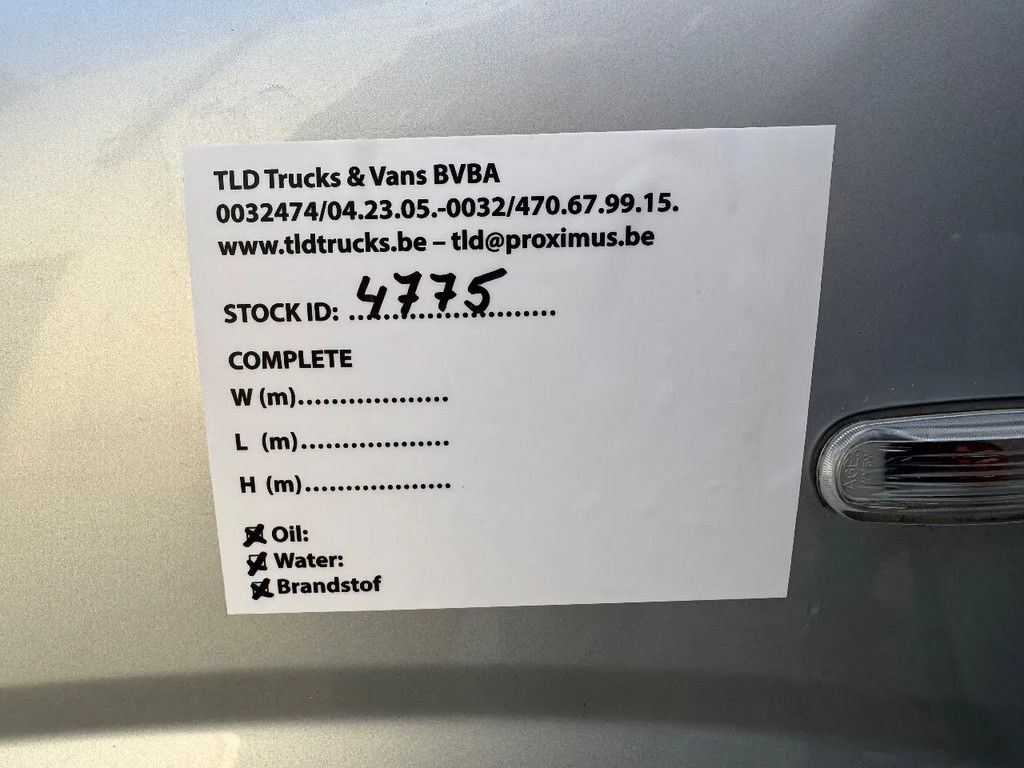 TLD Trucks & Vans BVBA
0032474/04.23.05.-0032/470.67.99.15.
www.tldtrucks.be – tld@proximus.be
STOCK ID: 4775
COMPLETE
W (m)..................
L (m)..................
H (m)..................
Oil:
Water:
Brandstof